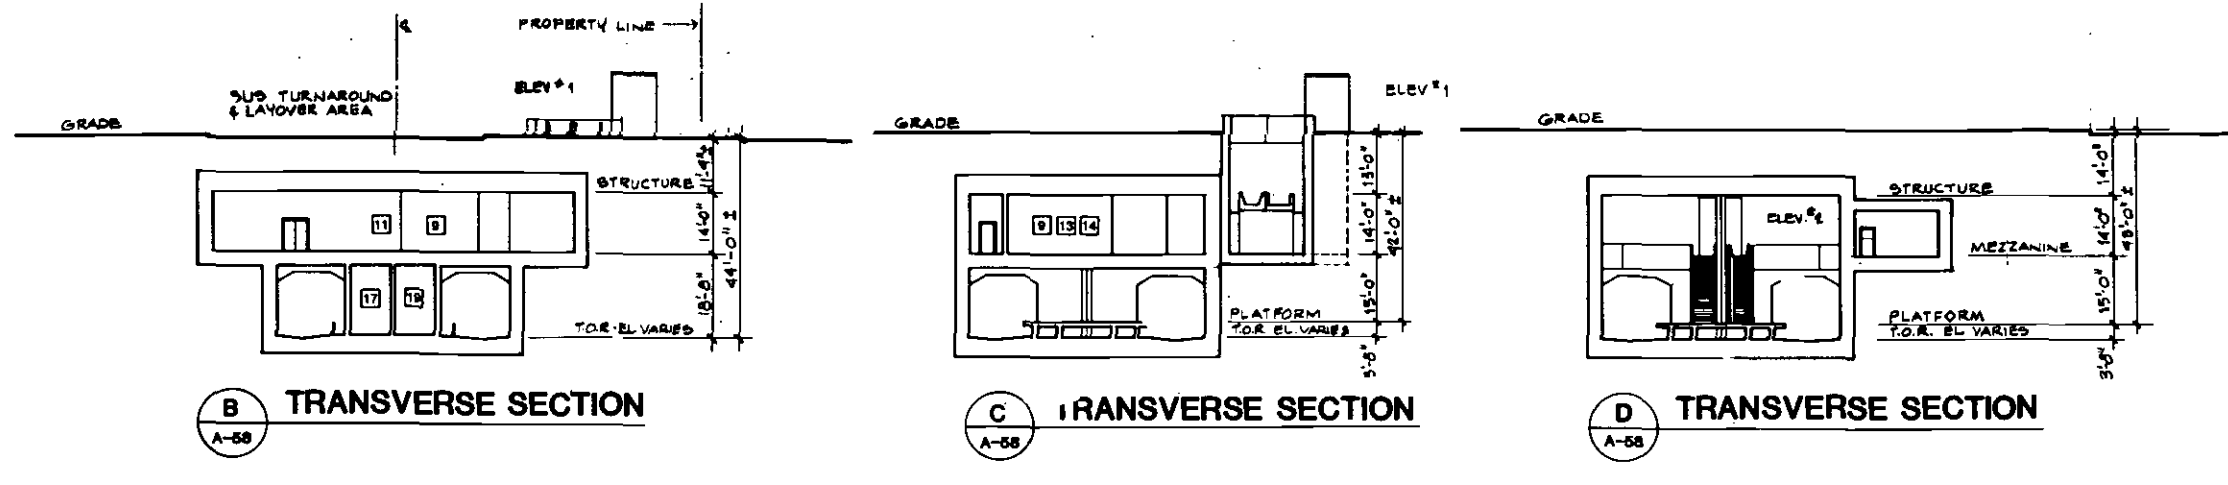 PROPERTY LINE
BUS TURNAROUND
& LAYOVER AREA
ELEV #1
GRADE
STRUCTURE
11'-4"±
14'-0"
18'-8"
44'-0" ±
11
9
17
19
T.O.R. EL VARIES
B
A-58
TRANSVERSE SECTION
ELEV #1
GRADE
13'-0"
14'-0"
15'-0"
42'-0" ±
9 13 14
PLATFORM
T.O.R. EL. VARIES
C
A-58
TRANSVERSE SECTION
GRADE
STRUCTURE
ELEV. #2
MEZZANINE
14'-0"
14'-0"
15'-0"
3'-8"
PLATFORM
T.O.R. EL VARIES
D
A-58
TRANSVERSE SECTION